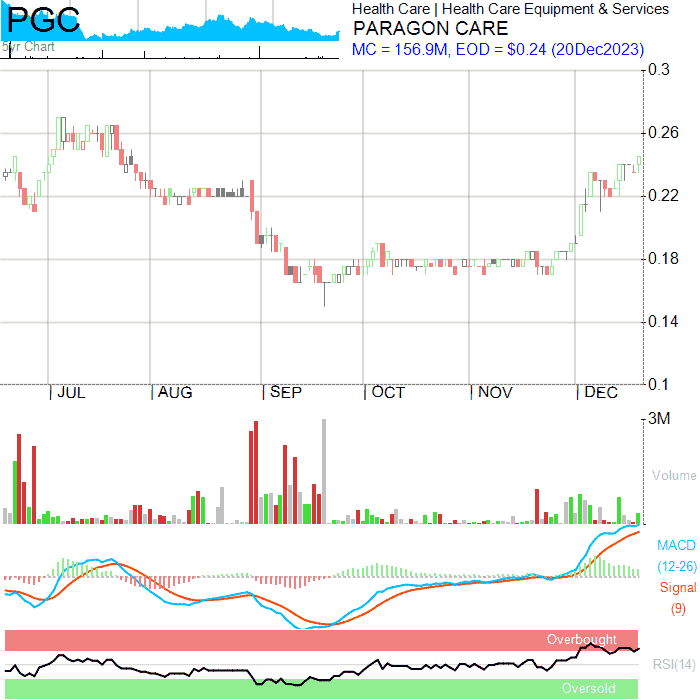 PGC
5yr Chart
Health Care | Health Care Equipment & Services
PARAGON CARE
MC = 156.9M, EOD = $0.24 (20Dec2023)
0.3
0.26
0.22
0.18
0.14
0.1
JUL AUG SEP OCT NOV DEC
3M
Volume
MACD
(12-26)
Signal
(9)
Overbought
RSI(14)
Oversold